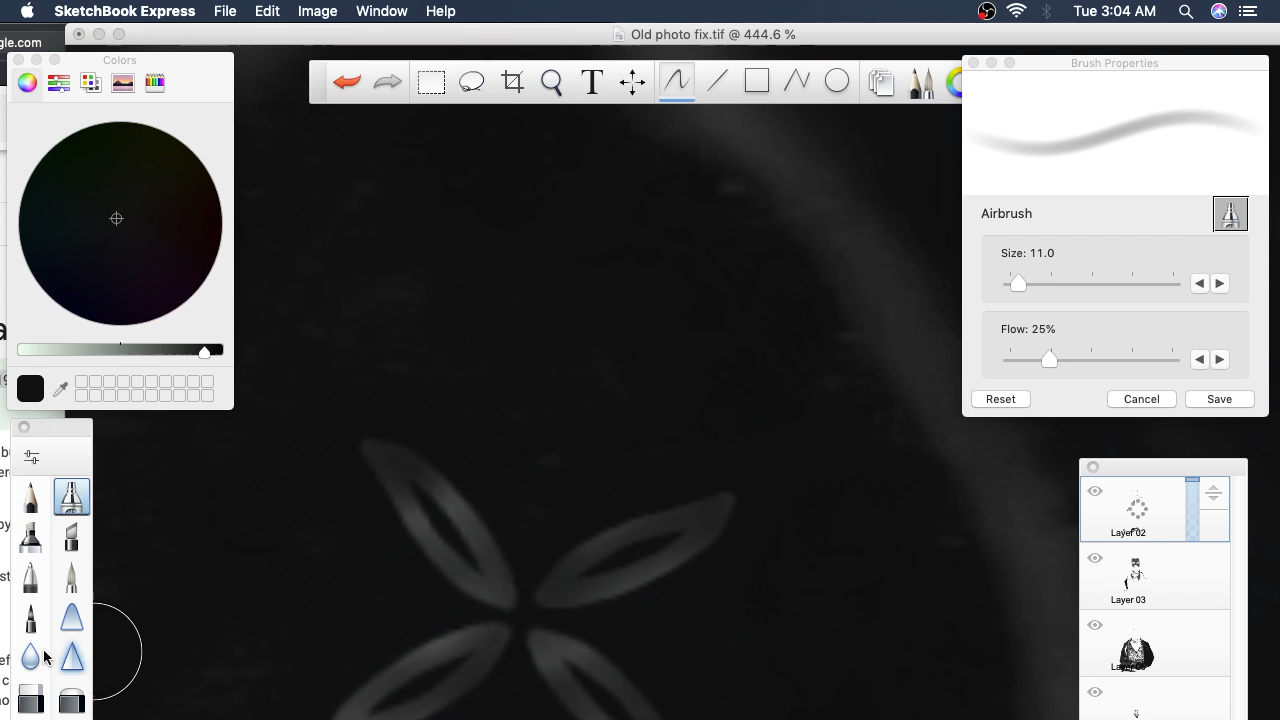 SketchBook Express File Edit Image Window Help Tue 3:04 AM
gle.com
Old photo fix.tif @ 444.6 %
Colors
Brush Properties
T
Airbrush
Size: 11.0
Flow: 25%
Reset Cancel Save
Layer 02
Layer 03